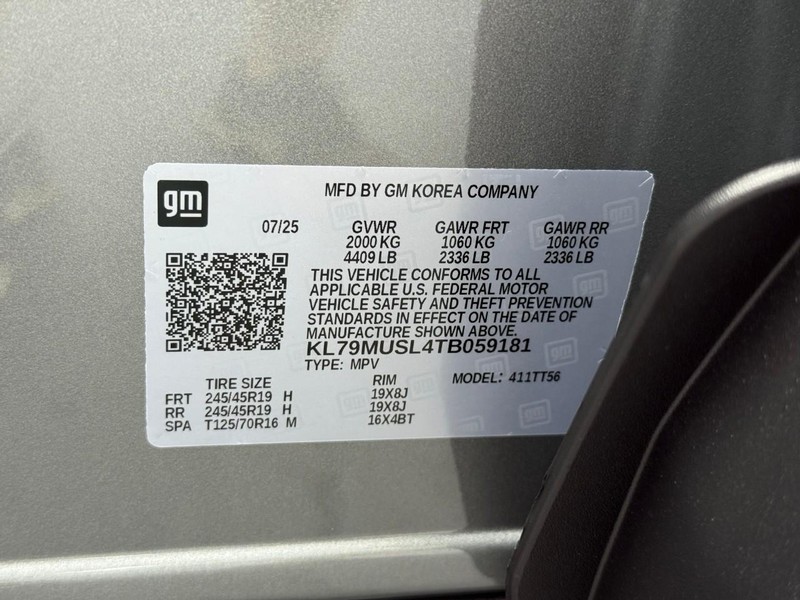 gm
MFD BY GM KOREA COMPANY
07/25 GVWR GAWR FRT GAWR RR
2000 KG 1060 KG 1060 KG
4409 LB 2336 LB 2336 LB
THIS VEHICLE CONFORMS TO ALL
APPLICABLE U.S. FEDERAL MOTOR
VEHICLE SAFETY AND THEFT PREVENTION
STANDARDS IN EFFECT ON THE DATE OF
MANUFACTURE SHOWN ABOVE.
KL79MUSL4TB059181
TYPE: MPV
TIRE SIZE RIM MODEL: 411TT56
FRT 245/45R19 H 19X8J
RR 245/45R19 H 19X8J
SPA T125/70R16 M 16X4BT